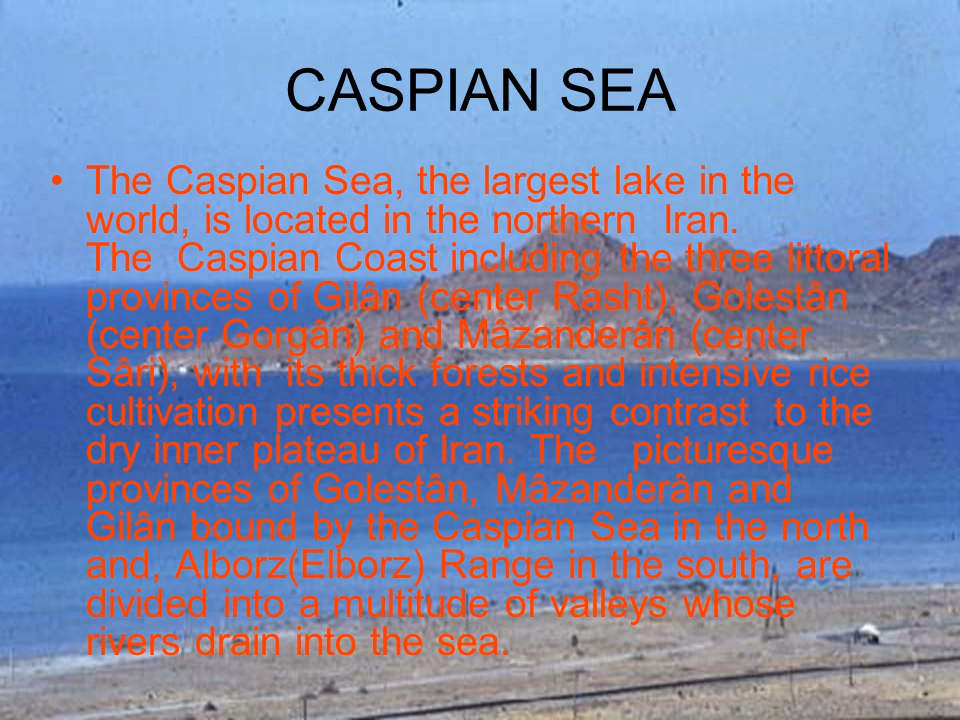 CASPIAN SEA
• The Caspian Sea, the largest lake in the
world, is located in the northern Iran.
The Caspian Coast including the three littoral
provinces of Gilân (center Rasht), Golestân
(center Gorgân) and Mâzanderân (center
Sâri), with its thick forests and intensive rice
cultivation presents a striking contrast to the
dry inner plateau of Iran. The picturesque
provinces of Golestân, Mâzanderân and
Gilân bound by the Caspian Sea in the north
and, Alborz(Elborz) Range in the south, are
divided into a multitude of valleys whose
rivers drain into the sea.